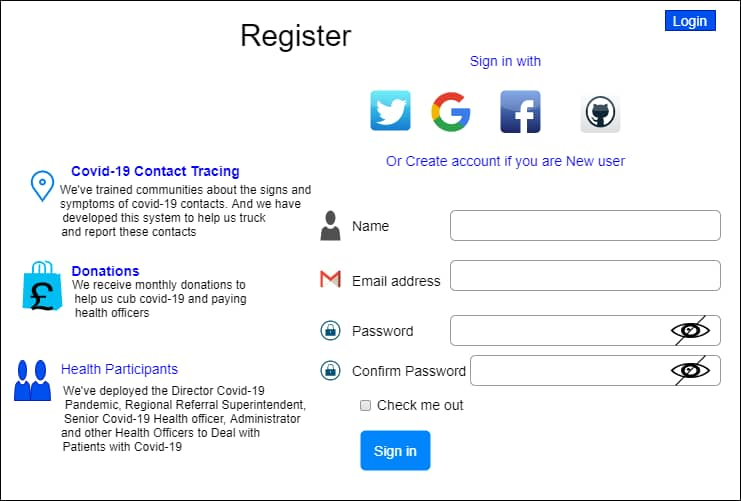 Register
Login
Sign in with
Or Create account if you are New user
Covid-19 Contact Tracing
We've trained communities about the signs and
symptoms of covid-19 contacts. And we have
developed this system to help us truck
and report these contacts
Donations
We receive monthly donations to
help us cub covid-19 and paying
health officers
Health Participants
We've deployed the Director Covid-19
Pandemic, Regional Referral Superintendent,
Senior Covid-19 Health officer, Administrator
and other Health Officers to Deal with
Patients with Covid-19
Name
Email address
Password
Confirm Password
Check me out
Sign in